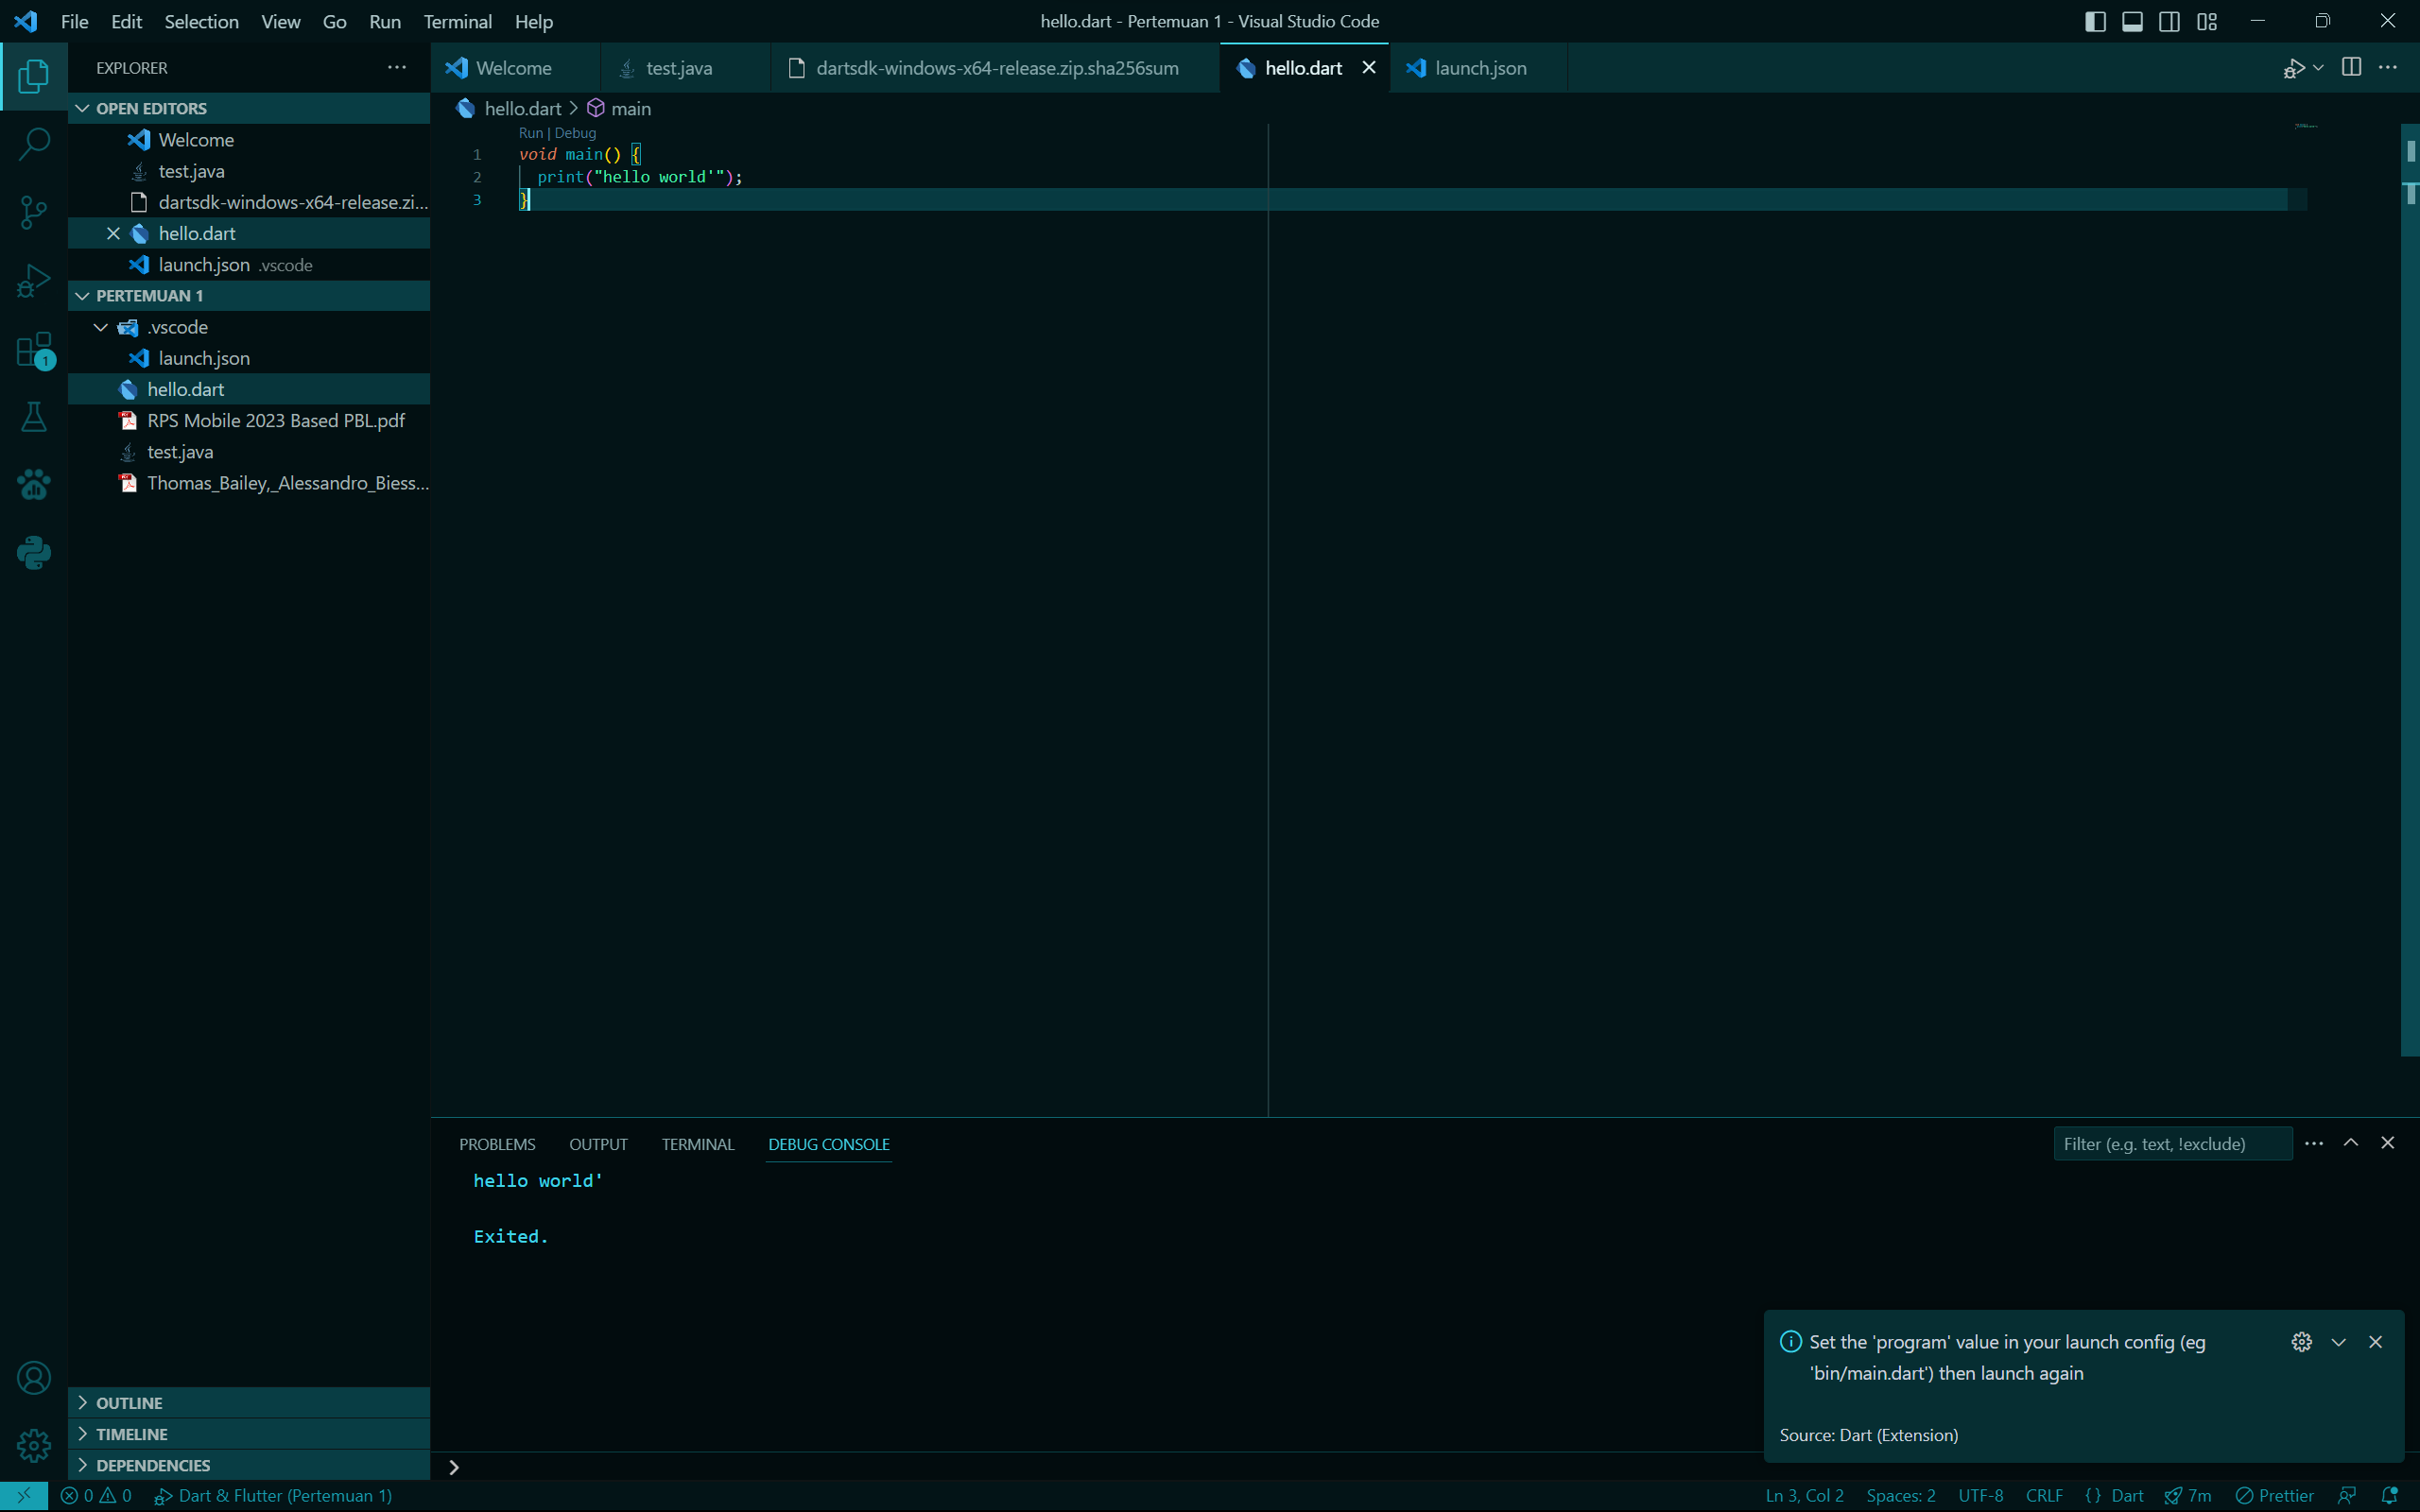 File Edit Selection View Go Run Terminal Help
hello.dart - Pertemuan 1 - Visual Studio Code
EXPLORER
OPEN EDITORS
Welcome
test.java
dartsdk-windows-x64-release.zi...
hello.dart
launch.json .vscode
PERTEMUAN 1
.vscode
launch.json
hello.dart
RPS Mobile 2023 Based PBL.pdf
test.java
Thomas_Bailey,_Alessandro_Biess...
1
OUTLINE
TIMELINE
DEPENDENCIES
Welcome test.java dartsdk-windows-x64-release.zip.sha256sum hello.dart launch.json
hello.dart > main
Run | Debug
1 void main() {
2 print("hello world'");
3 }
PROBLEMS OUTPUT TERMINAL DEBUG CONSOLE
Filter (e.g. text, !exclude)
hello world'
Exited.
Set the 'program' value in your launch config (eg
'bin/main.dart') then launch again
Source: Dart (Extension)
0 0 Dart & Flutter (Pertemuan 1) Ln 3, Col 2 Spaces: 2 UTF-8 CRLF {} Dart 7m Prettier